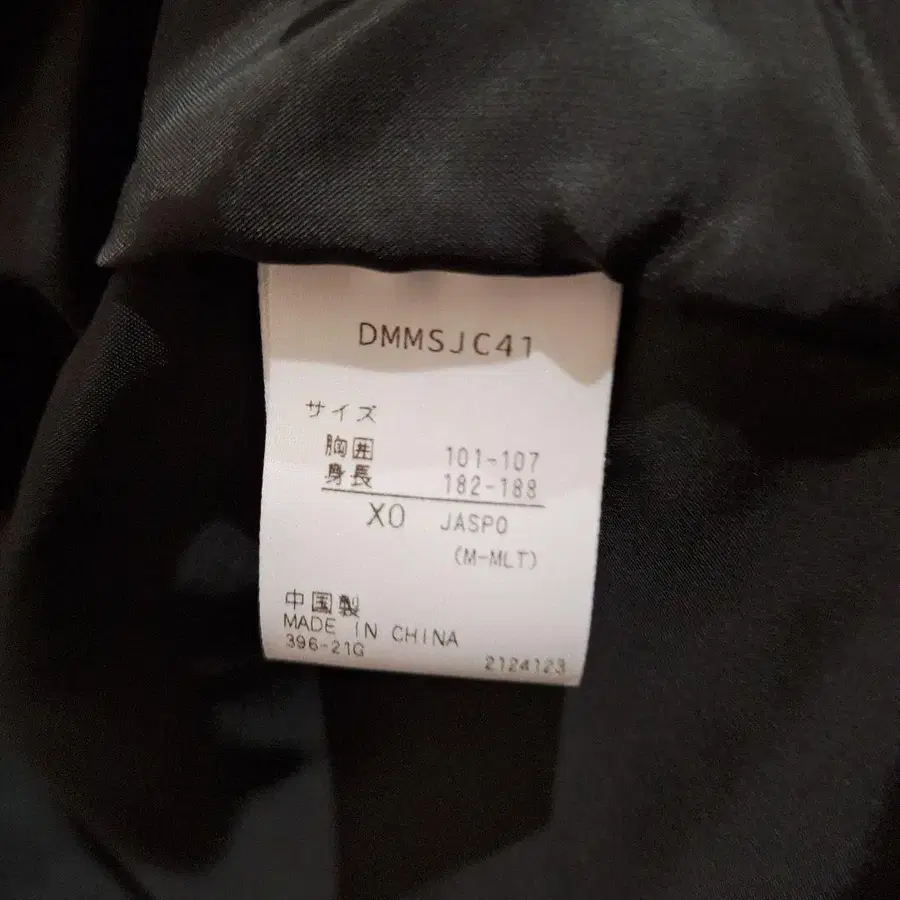 DMMSJC41
サイズ
胸囲 101-107
身長 182-188
XO JASPO
(M-MLT)
中国製
MADE IN CHINA
396-21G 2124123